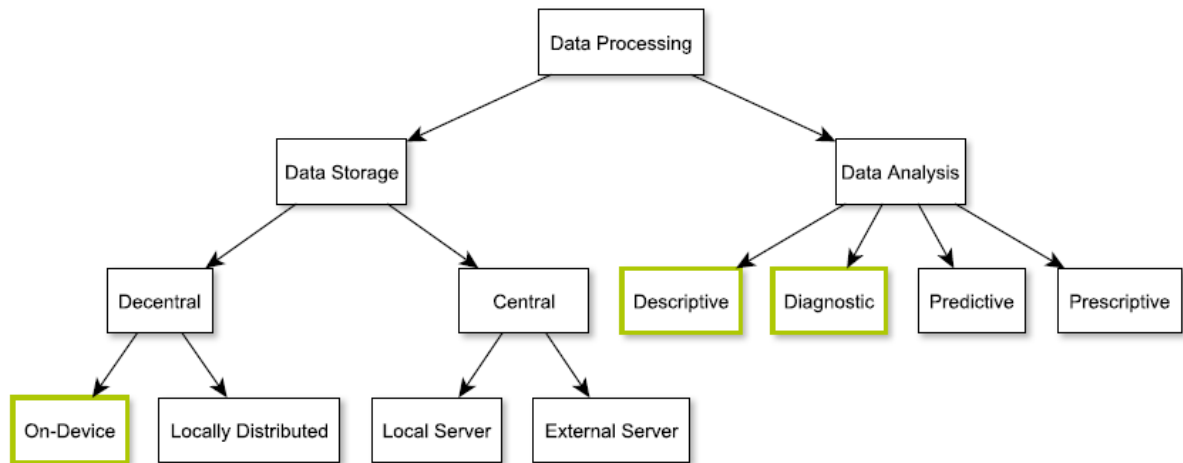 Data Processing
Data Storage
Data Analysis
Decentral
Central
Descriptive
Diagnostic
Predictive
Prescriptive
On-Device
Locally Distributed
Local Server
External Server